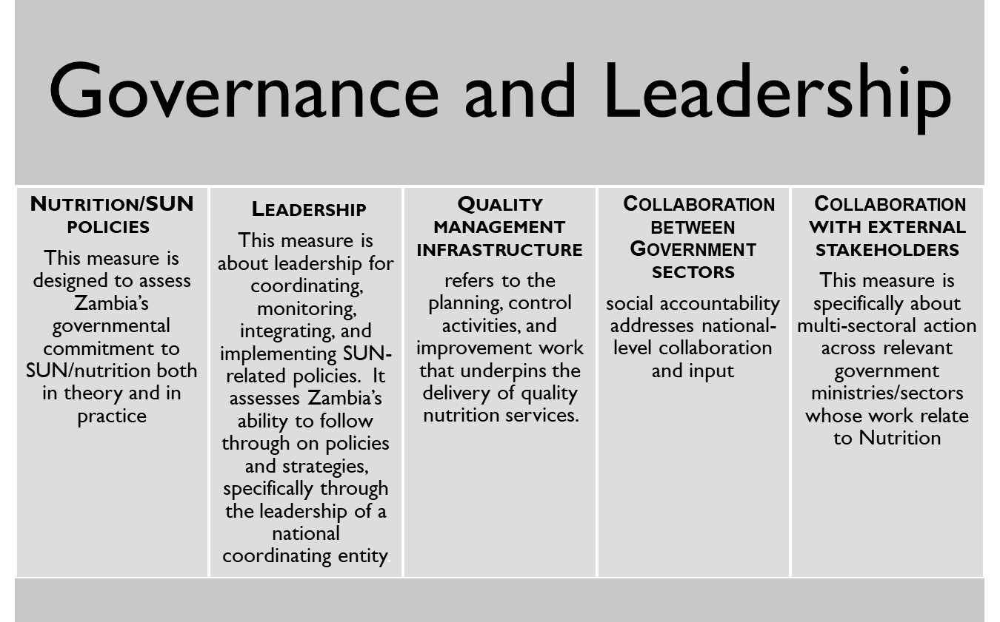 Governance and Leadership
NUTRITION/SUN
POLICIES
This measure is
designed to assess
Zambia’s
governmental
commitment to
SUN/nutrition both
in theory and in
practice
LEADERSHIP
This measure is
about leadership for
coordinating,
monitoring,
integrating, and
implementing SUN-
related policies.  It
assesses Zambia’s
ability to follow
through on policies
and strategies,
specifically through
the leadership of a
national
coordinating entity.
QUALITY
MANAGEMENT
INFRASTRUCTURE
refers to the
planning, control
activities, and
improvement work
that underpins the
delivery of quality
nutrition services.
COLLABORATION
BETWEEN
GOVERNMENT
SECTORS
social accountability
addresses national-
level collaboration
and input
COLLABORATION
WITH EXTERNAL
STAKEHOLDERS
This measure is
specifically about
multi-sectoral action
across relevant
government
ministries/sectors
whose work relate
to Nutrition